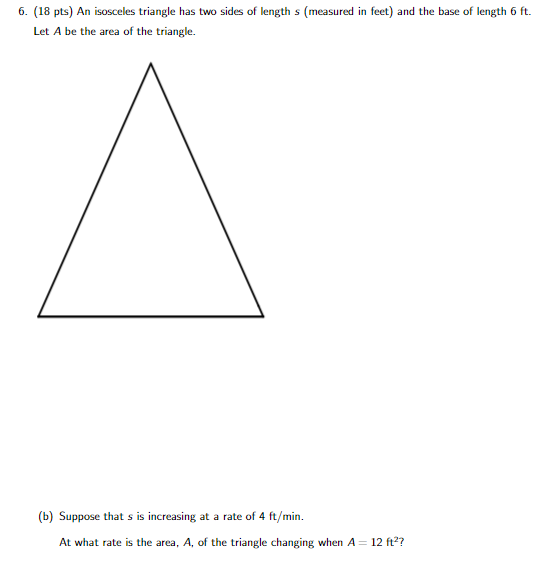 6. (18 pts) An isosceles triangle has two sides of length s (measured in feet) and the base of length 6 ft.
Let A be the area of the triangle.
(b) Suppose that s is increasing at a rate of 4 ft/min.
At what rate is the area, A, of the triangle changing when A = 12 ft²?